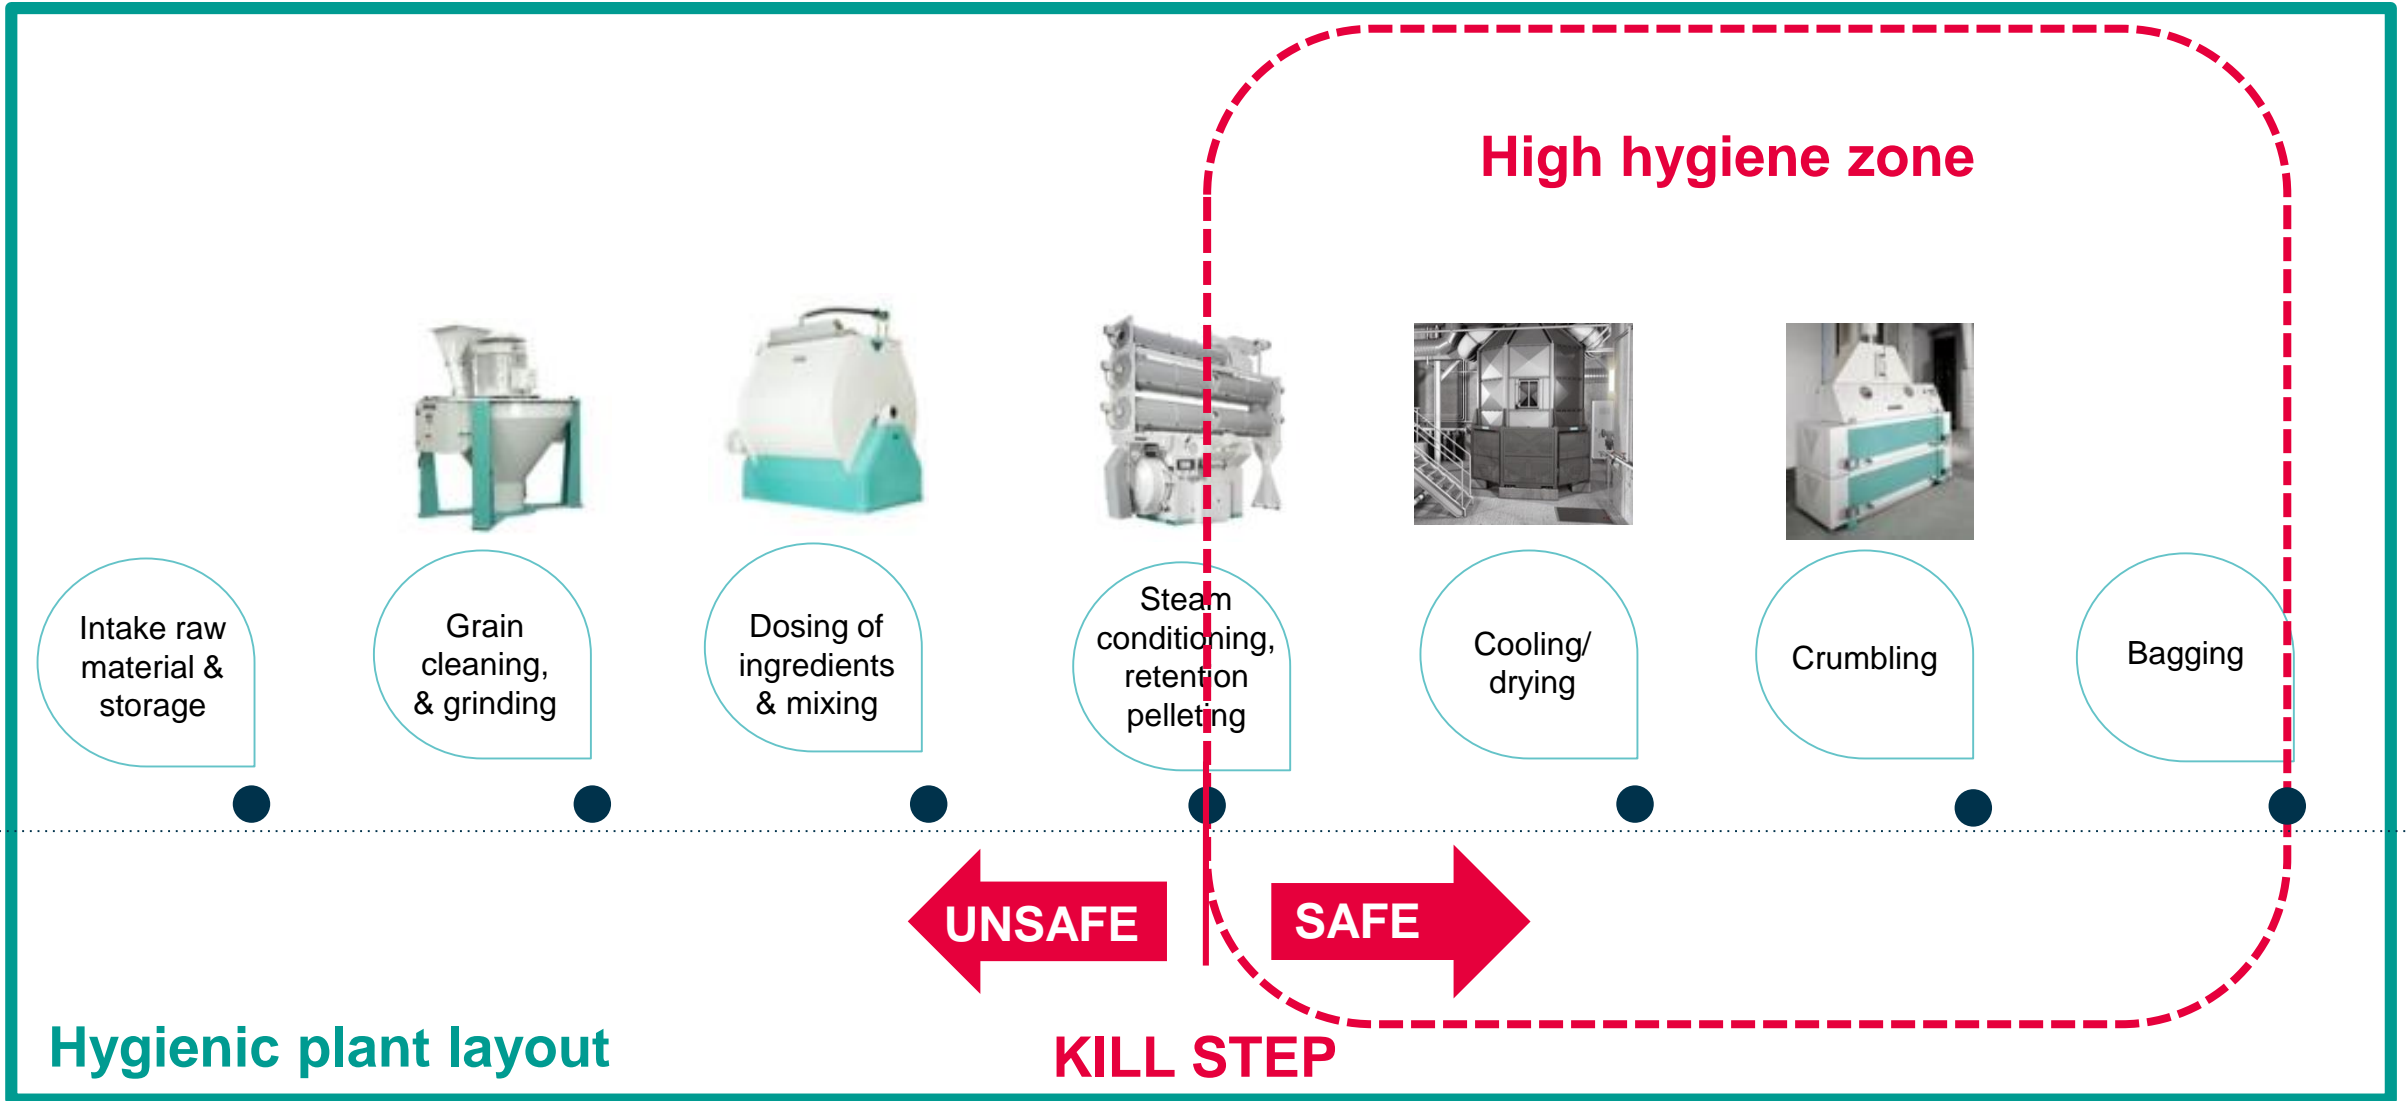 High hygiene zone
Intake raw
material &
storage
Grain
cleaning,
& grinding
Dosing of
ingredients
& mixing
Steam
conditioning,
retention
pelleting
Cooling/
drying
Crumbling
Bagging
UNSAFE
SAFE
Hygienic plant layout
KILL STEP